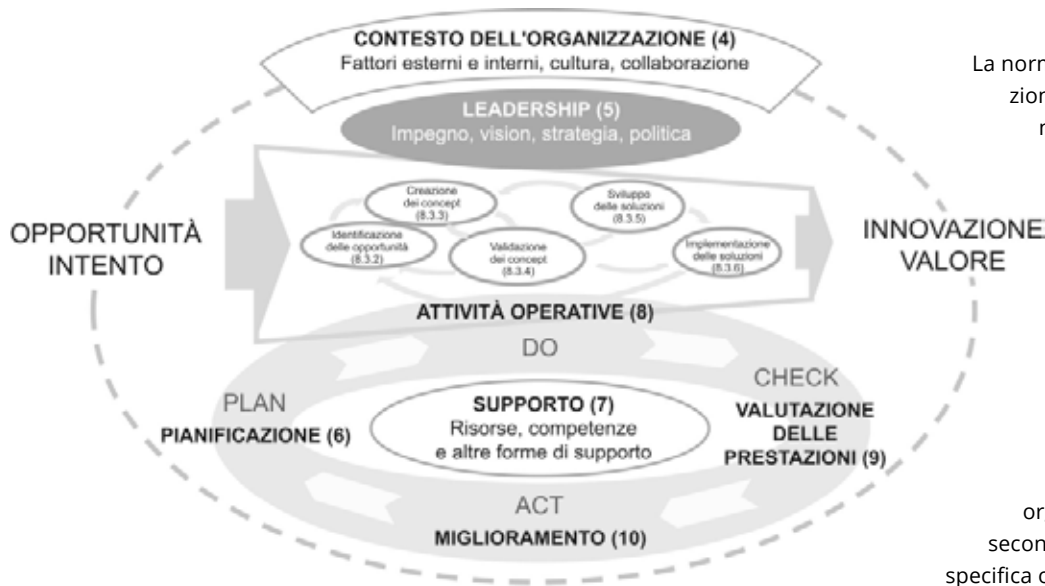 CONTESTO DELL'ORGANIZZAZIONE (4)
Fattori esterni e interni, cultura, collaborazione
LEADERSHIP (5)
Impegno, vision, strategia, politica
OPPORTUNITÀ
INTENTO
Creazione
dei concept
(8.3.3)
Identificazione
delle opportunità
(8.3.2)
Validazione
dei concept
(8.3.4)
Sviluppo
delle soluzioni
(8.3.5)
Implementazione
delle soluzioni
(8.3.6)
INNOVAZIONE
VALORE
ATTIVITÀ OPERATIVE (8)
DO
PLAN
PIANIFICAZIONE (6)
SUPPORTO (7)
Risorse, competenze
e altre forme di supporto
CHECK
VALUTAZIONE
DELLE
PRESTAZIONI (9)
ACT
MIGLIORAMENTO (10)
La norm
zion
org
secon
specifica